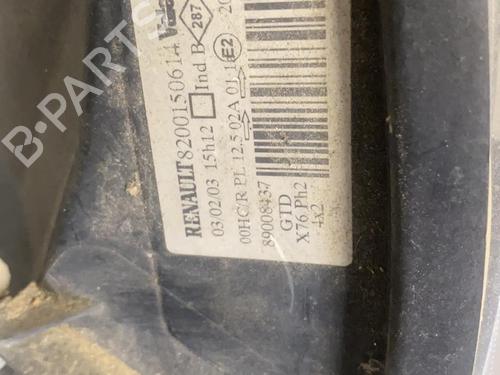 RENAULT 8200150614 Valeo
03/02/03 15h12 Ind B 287
00HC/R PL 12.5 02A 01 E2
89008437
GTD
X76 Ph2
4x2
B-PARTS